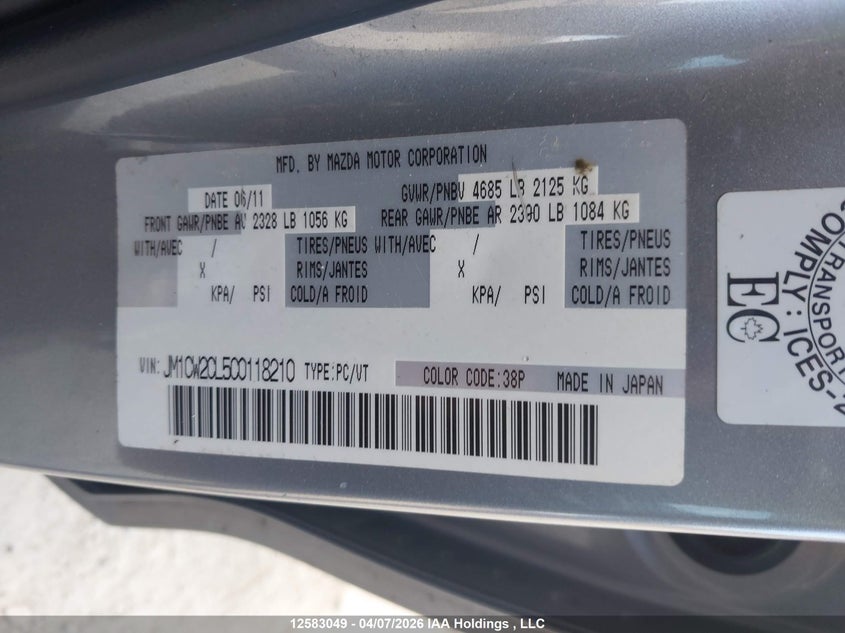 MFD. BY MAZDA MOTOR CORPORATION
DATE 06/11 GVWR/PNBV 4685 LB 2125 KG
FRONT GAWR/PNBE AV 2328 LB 1056 KG REAR GAWR/PNBE AR 2390 LB 1084 KG
WITH/AVEC / TIRES/PNEUS WITH/AVEC / TIRES/PNEUS
X RIMS/JANTES X RIMS/JANTES
KPA/ PSI COLD/A FROID KPA/ PSI COLD/A FROID
VIN: JM1CW2CL5C0118210 TYPE:PC/VT COLOR CODE:38P MADE IN JAPAN
TRANSPORT
COMPLY: ICES-
EC
12583049 - 04/07/2026 IAA Holdings , LLC